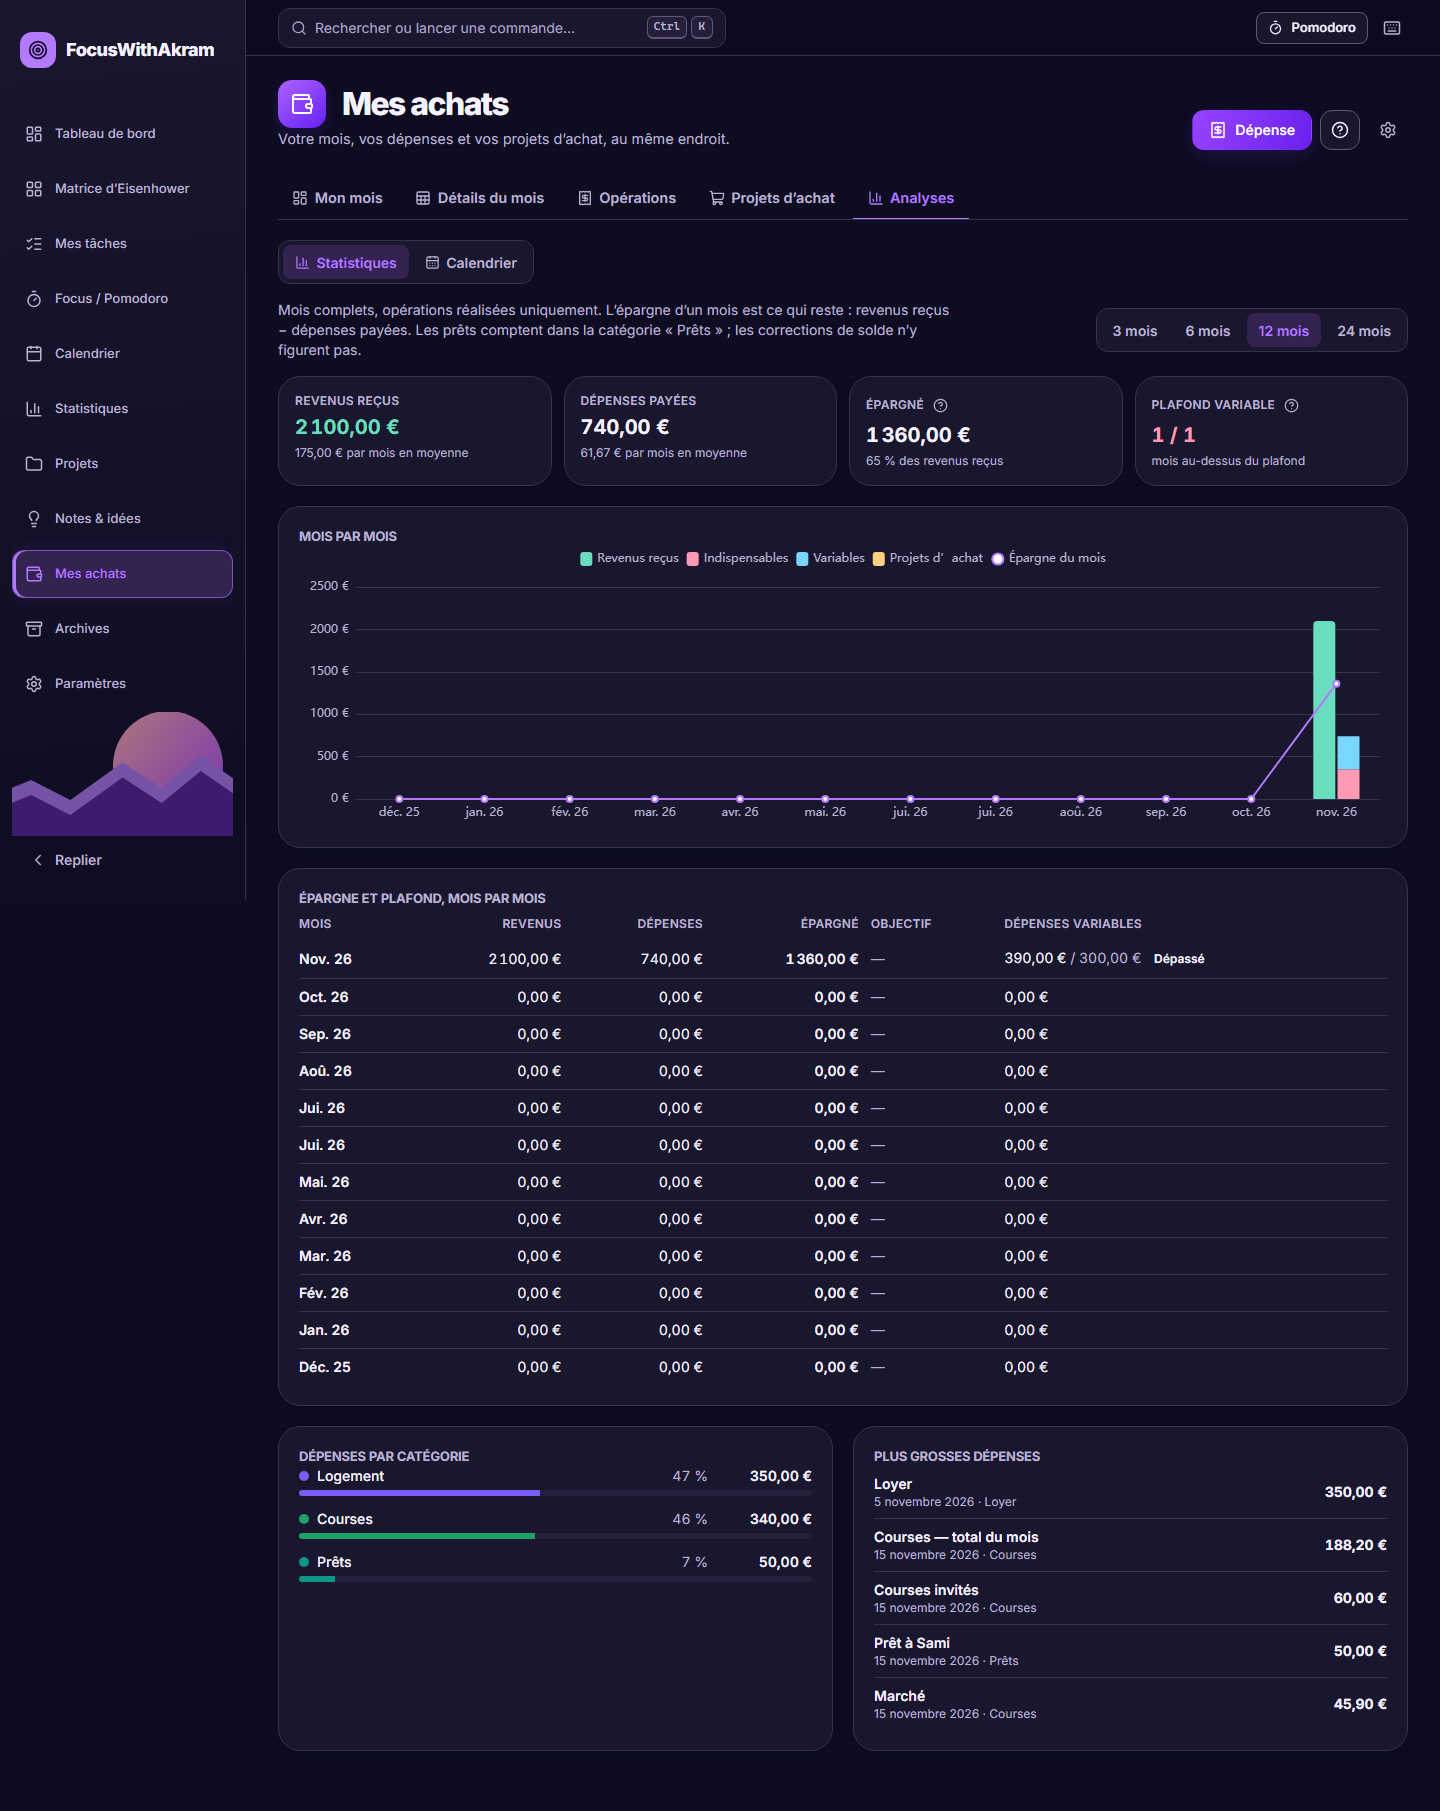 FocusWithAkram
Rechercher ou lancer une commande... Ctrl K
Pomodoro
Tableau de bord
Matrice d’Eisenhower
Mes tâches
Focus / Pomodoro
Calendrier
Statistiques
Projets
Notes & idées
Mes achats
Archives
Paramètres
Replier
Mes achats
Votre mois, vos dépenses et vos projets d’achat, au même endroit.
Dépense
Mon mois Détails du mois Opérations Projets d’achat Analyses
Statistiques Calendrier
Mois complets, opérations réalisées uniquement. L’épargne d’un mois est ce qui reste : revenus reçus
− dépenses payées. Les prêts comptent dans la catégorie « Prêts » ; les corrections de solde n’y
figurent pas.
3 mois 6 mois 12 mois 24 mois
REVENUS REÇUS
2 100,00 €
175,00 € par mois en moyenne
DÉPENSES PAYÉES
740,00 €
61,67 € par mois en moyenne
ÉPARGNÉ
1 360,00 €
65 % des revenus reçus
PLAFOND VARIABLE
1 / 1
mois au-dessus du plafond
MOIS PAR MOIS
Revenus reçus Indispensables Variables Projets d’ achat Épargne du mois
2500 €
2000 €
1500 €
1000 €
500 €
0 €
déc. 25 jan. 26 fév. 26 mar. 26 avr. 26 mai. 26 jui. 26 jui. 26 aoû. 26 sep. 26 oct. 26 nov. 26
ÉPARGNE ET PLAFOND, MOIS PAR MOIS
MOIS REVENUS DÉPENSES ÉPARGNÉ OBJECTIF DÉPENSES VARIABLES
Nov. 26 2 100,00 € 740,00 € 1 360,00 € — 390,00 € / 300,00 € Dépassé
Oct. 26 0,00 € 0,00 € 0,00 € — 0,00 €
Sep. 26 0,00 € 0,00 € 0,00 € — 0,00 €
Aoû. 26 0,00 € 0,00 € 0,00 € — 0,00 €
Jui. 26 0,00 € 0,00 € 0,00 € — 0,00 €
Jui. 26 0,00 € 0,00 € 0,00 € — 0,00 €
Mai. 26 0,00 € 0,00 € 0,00 € — 0,00 €
Avr. 26 0,00 € 0,00 € 0,00 € — 0,00 €
Mar. 26 0,00 € 0,00 € 0,00 € — 0,00 €
Fév. 26 0,00 € 0,00 € 0,00 € — 0,00 €
Jan. 26 0,00 € 0,00 € 0,00 € — 0,00 €
Déc. 25 0,00 € 0,00 € 0,00 € — 0,00 €
DÉPENSES PAR CATÉGORIE
Logement 47 % 350,00 €
Courses 46 % 340,00 €
Prêts 7 % 50,00 €
PLUS GROSSES DÉPENSES
Loyer
5 novembre 2026 · Loyer
350,00 €
Courses — total du mois
15 novembre 2026 · Courses
188,20 €
Courses invités
15 novembre 2026 · Courses
60,00 €
Prêt à Sami
15 novembre 2026 · Prêts
50,00 €
Marché
15 novembre 2026 · Courses
45,90 €